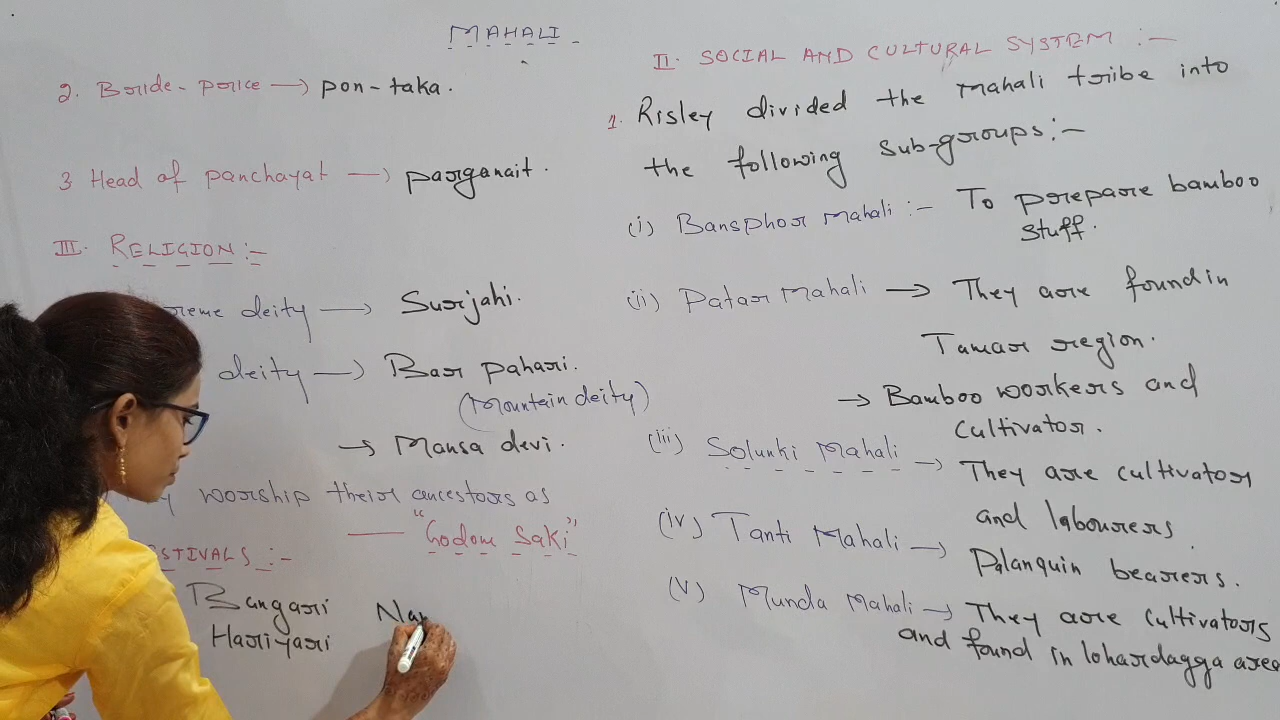 MAHALI
2. Bride-price → pon-taka.
3 Head of panchayat → parganait.
III. RELIGION:-
deity → Surjahi.
deity → Bar pahari.
(Mountain deity)
→ Mansa devi.
worship their ancestors as
— "Godom Saki"
STIVALS:-
Bangari
Hariyari
II. SOCIAL AND CULTURAL SYSTEM :-
1. Risley divided the Mahali tribe into
the following sub-groups:-
(i) Bansphor Mahali :- To prepare bamboo
stuff.
(ii) Patar Mahali → They are found in
Tamar region.
→ Bamboo workers and
cultivator.
(iii) Solunki Mahali → They are cultivator
and labourers.
(iv) Tanti Mahali → Palanquin bearers.
(v) Munda Mahali → They are cultivators
and found in lohardagga area